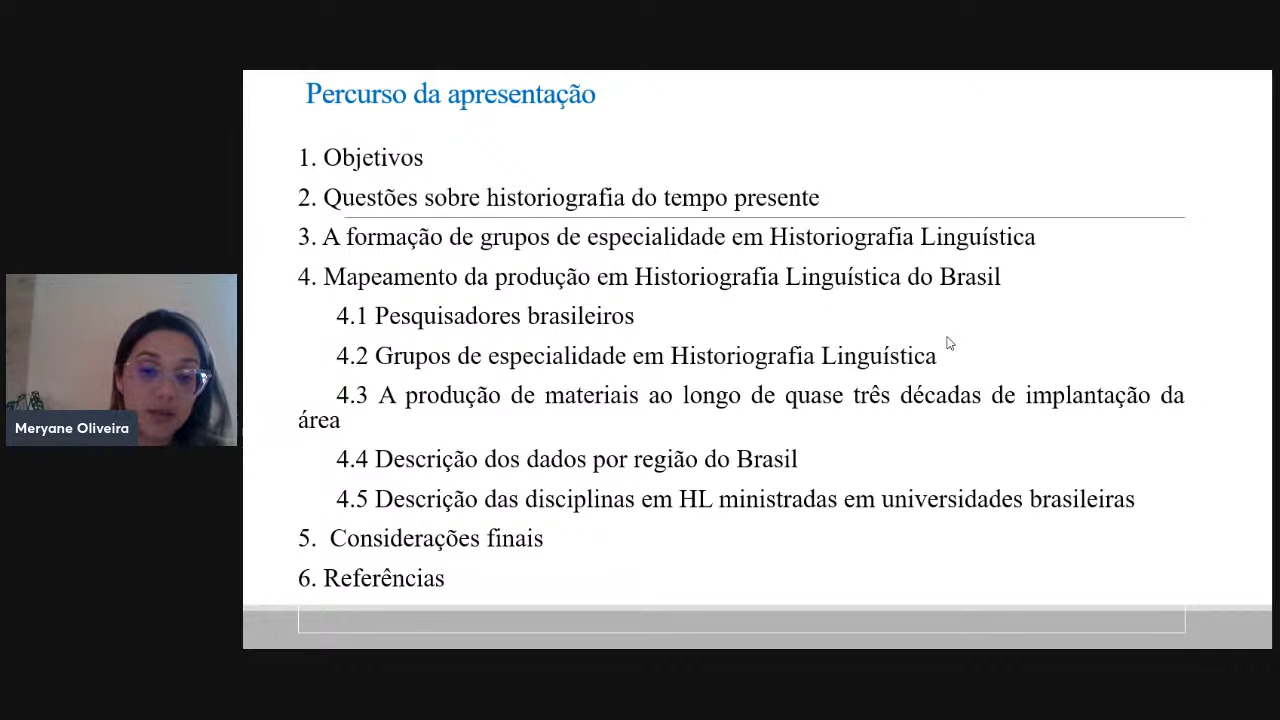 Percurso da apresentação
1. Objetivos
2. Questões sobre historiografia do tempo presente
3. A formação de grupos de especialidade em Historiografia Linguística
4. Mapeamento da produção em Historiografia Linguística do Brasil
4.1 Pesquisadores brasileiros
4.2 Grupos de especialidade em Historiografia Linguística
4.3 A produção de materiais ao longo de quase três décadas de implantação da
área
4.4 Descrição dos dados por região do Brasil
4.5 Descrição das disciplinas em HL ministradas em universidades brasileiras
5. Considerações finais
6. Referências
Meryane Oliveira